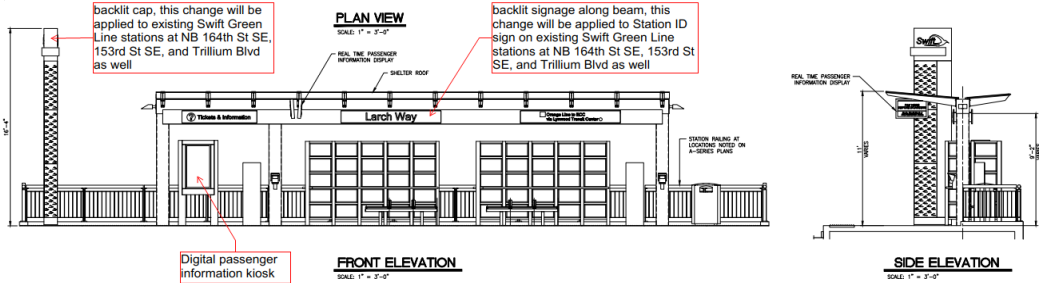 backlit cap, this change will be
applied to existing Swift Green
Line stations at NB 164th St SE,
153rd St SE, and Trillium Blvd
as well
PLAN VIEW
SCALE: 1" = 3'-0"
backlit signage along beam, this
change will be applied to Station ID
sign on existing Swift Green Line
stations at NB 164th St SE, 153rd St
SE, and Trillium Blvd as well
REAL TIME PASSENGER
INFORMATION DISPLAY
SHELTER ROOF
16'-4"
Tickets & Information
Larch Way
Orange Line to SCC
via Lynnwood Transit Center
STATION RAILING AT
LOCATIONS NOTED ON
A-SERIES PLANS
Digital passenger
information kiosk
FRONT ELEVATION
SCALE: 1" = 3'-0"
Swift
REAL TIME PASSENGER
INFORMATION DISPLAY
11'
VARIES
9'-2"
VARIES
SIDE ELEVATION
SCALE: 1" = 3'-0"